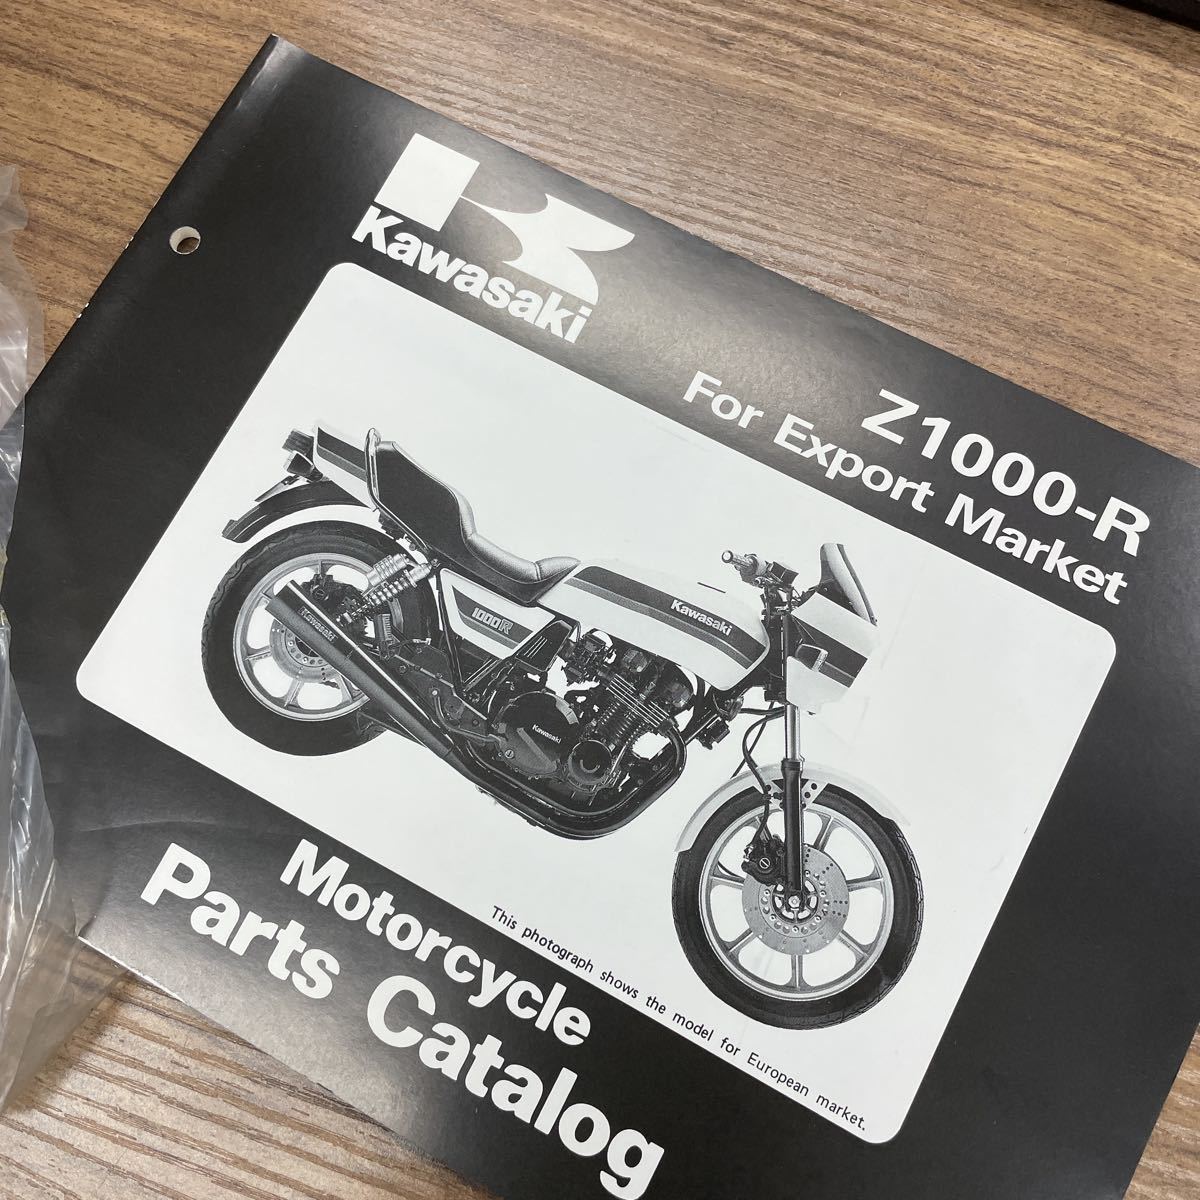 Kawasaki
Z1000-R
For Export Market
Kawasaki
1000R
Kawasaki
Kawasaki
This photograph shows the model for European market.
Motorcycle
Parts Catalog